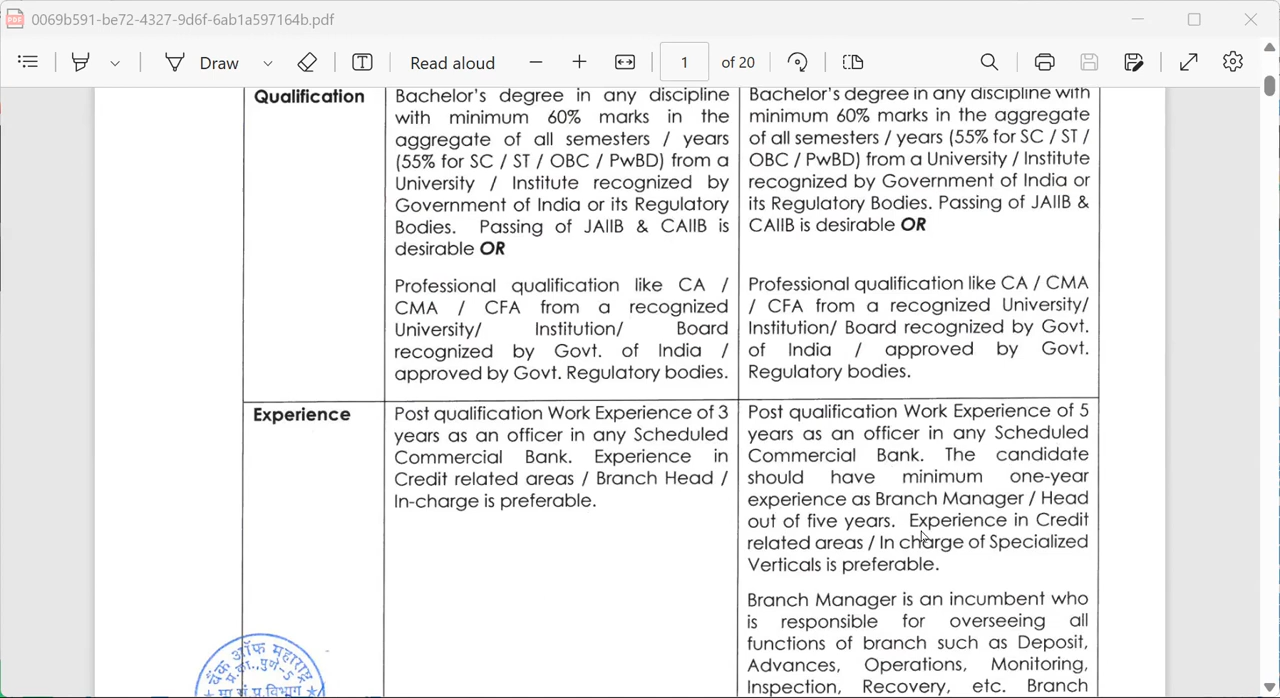 0069b591-be72-4327-9d6f-6ab1a597164b.pdf
Draw
Read aloud
1
of 20
Qualification
Bachelor's degree in any discipline
with minimum 60% marks in the
aggregate of all semesters / years
(55% for SC / ST / OBC / PwBD) from a
University / Institute recognized by
Government of India or its Regulatory
Bodies. Passing of JAIIB & CAIIB is
desirable OR
Professional qualification like CA /
CMA / CFA from a recognized
University/ Institution/ Board
recognized by Govt. of India /
approved by Govt. Regulatory bodies.
Bachelor's degree in any discipline with
minimum 60% marks in the aggregate
of all semesters / years (55% for SC / ST /
OBC / PwBD) from a University / Institute
recognized by Government of India or
its Regulatory Bodies. Passing of JAIIB &
CAIIB is desirable OR
Professional qualification like CA / CMA
/ CFA from a recognized University/
Institution/ Board recognized by Govt.
of India / approved by Govt.
Regulatory bodies.
Experience
Post qualification Work Experience of 3
years as an officer in any Scheduled
Commercial Bank. Experience in
Credit related areas / Branch Head /
In-charge is preferable.
Post qualification Work Experience of 5
years as an officer in any Scheduled
Commercial Bank. The candidate
should have minimum one-year
experience as Branch Manager / Head
out of five years. Experience in Credit
related areas / In charge of Specialized
Verticals is preferable.
Branch Manager is an incumbent who
is responsible for overseeing all
functions of branch such as Deposit,
Advances, Operations, Monitoring,
Inspection, Recovery, etc. Branch
बैंक ऑफ महाराष्ट्र
प्र.का., पुणे-5
मा सं प्र.विभाग